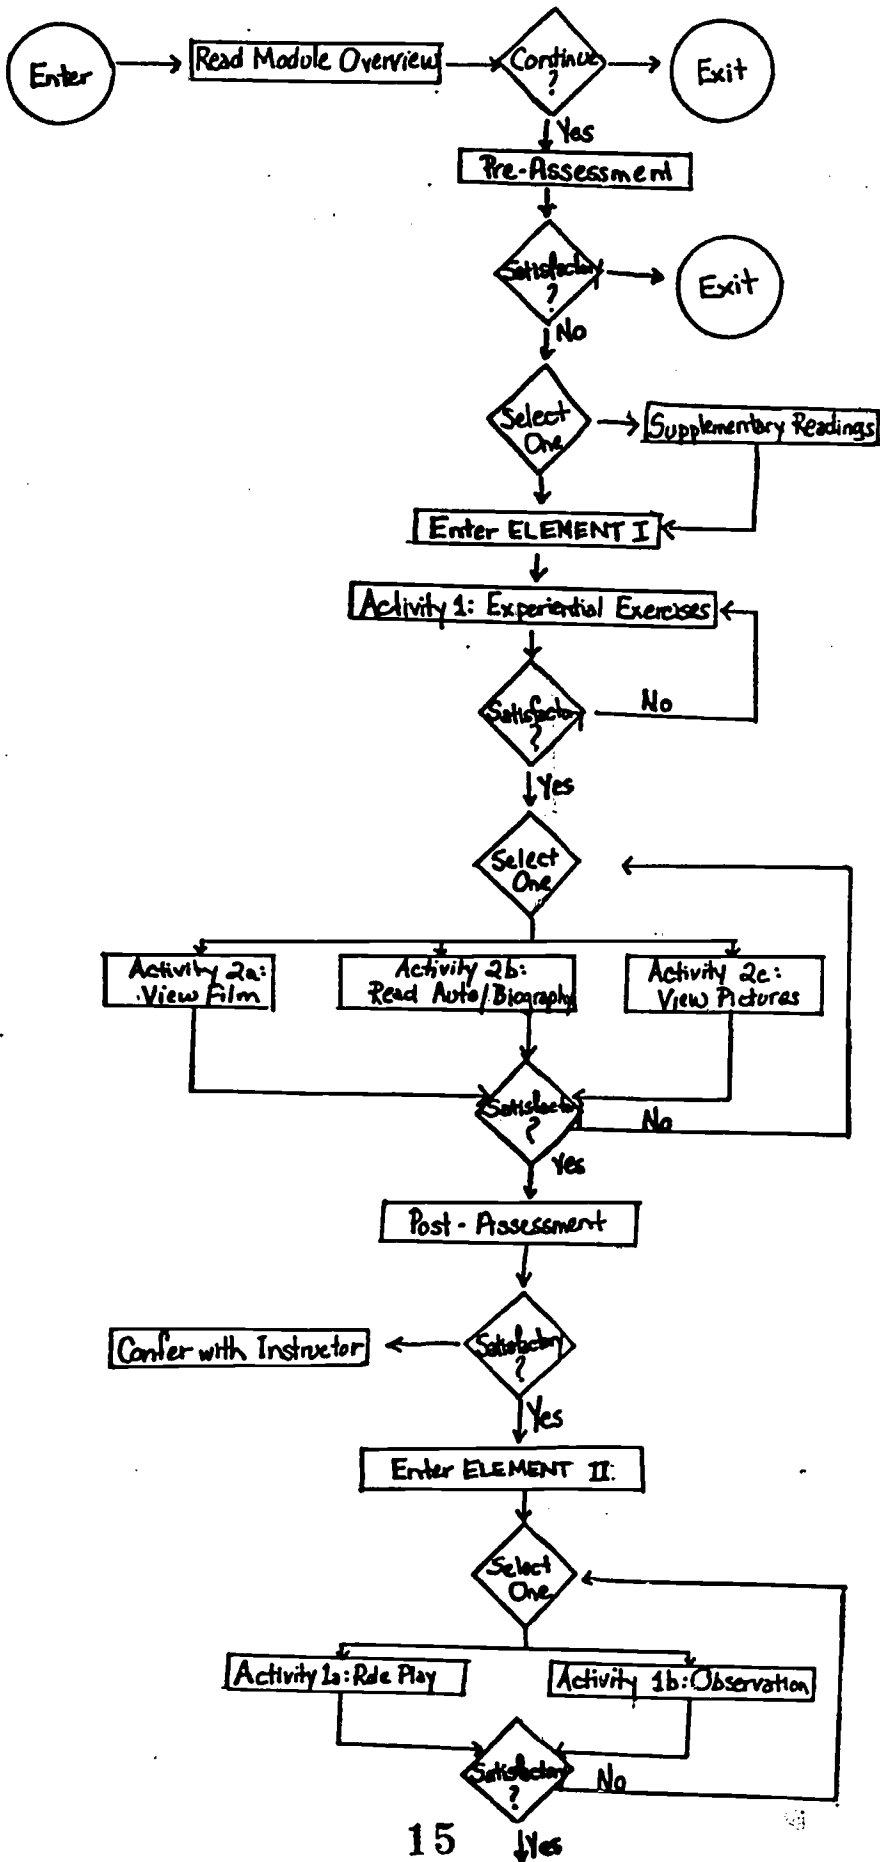 Enter
Read Module Overview
Continue
?
Exit
Yes
Pre-Assessment
Satisfactory
?
Exit
No
Select
One
Supplementary Readings
Enter ELEMENT I
Activity 1: Experiential Exercises
Satisfactory
?
No
Yes
Select
One
Activity 2a:
View Film
Activity 2b:
Read Auto/Biography
Activity 2c:
View Pictures
Satisfactory
?
No
Yes
Post-Assessment
Confer with Instructor
Satisfactory
?
Yes
Enter ELEMENT II:
Select
One
Activity 1a: Role Play
Activity 1b: Observation
Satisfactory
?
No
15
Yes